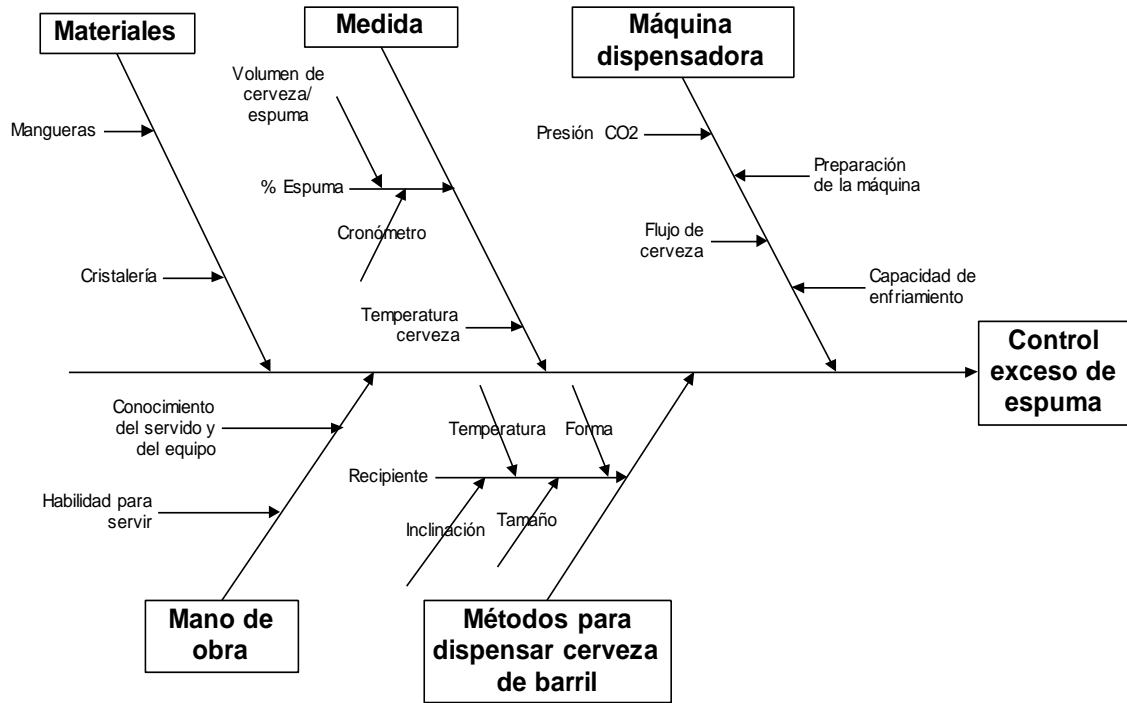 Materiales
Medida
Máquina
dispensadora
Volumen de
cerveza/
espuma
Mangueras
Presión CO2
Preparación
de la máquina
% Espuma
Cronómetro
Flujo de
cerveza
Cristalería
Capacidad de
enfriamiento
Temperatura
cerveza
Control
exceso de
espuma
Conocimiento
del servido y
del equipo
Temperatura
Forma
Recipiente
Habilidad para
servir
Inclinación
Tamaño
Mano de
obra
Métodos para
dispensar cerveza
de barril